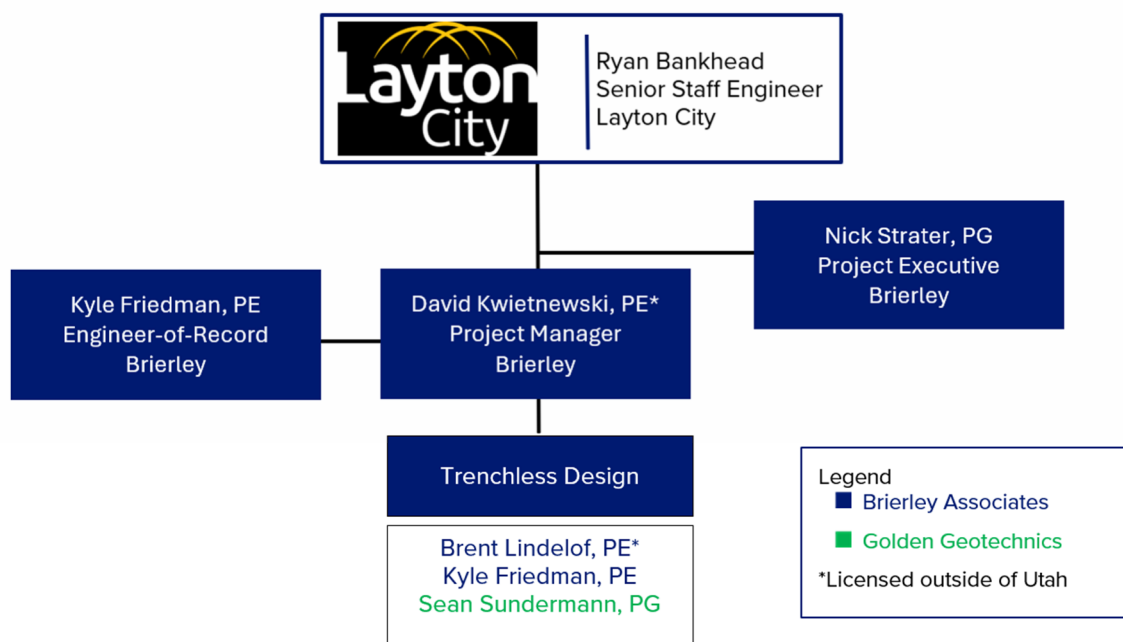 Layton
City
Ryan Bankhead
Senior Staff Engineer
Layton City
Nick Strater, PG
Project Executive
Brierley
Kyle Friedman, PE
Engineer-of-Record
Brierley
David Kwietnewski, PE*
Project Manager
Brierley
Trenchless Design
Brent Lindelof, PE*
Kyle Friedman, PE
Sean Sundermann, PG
Legend
Brierley Associates
Golden Geotechnics
*Licensed outside of Utah